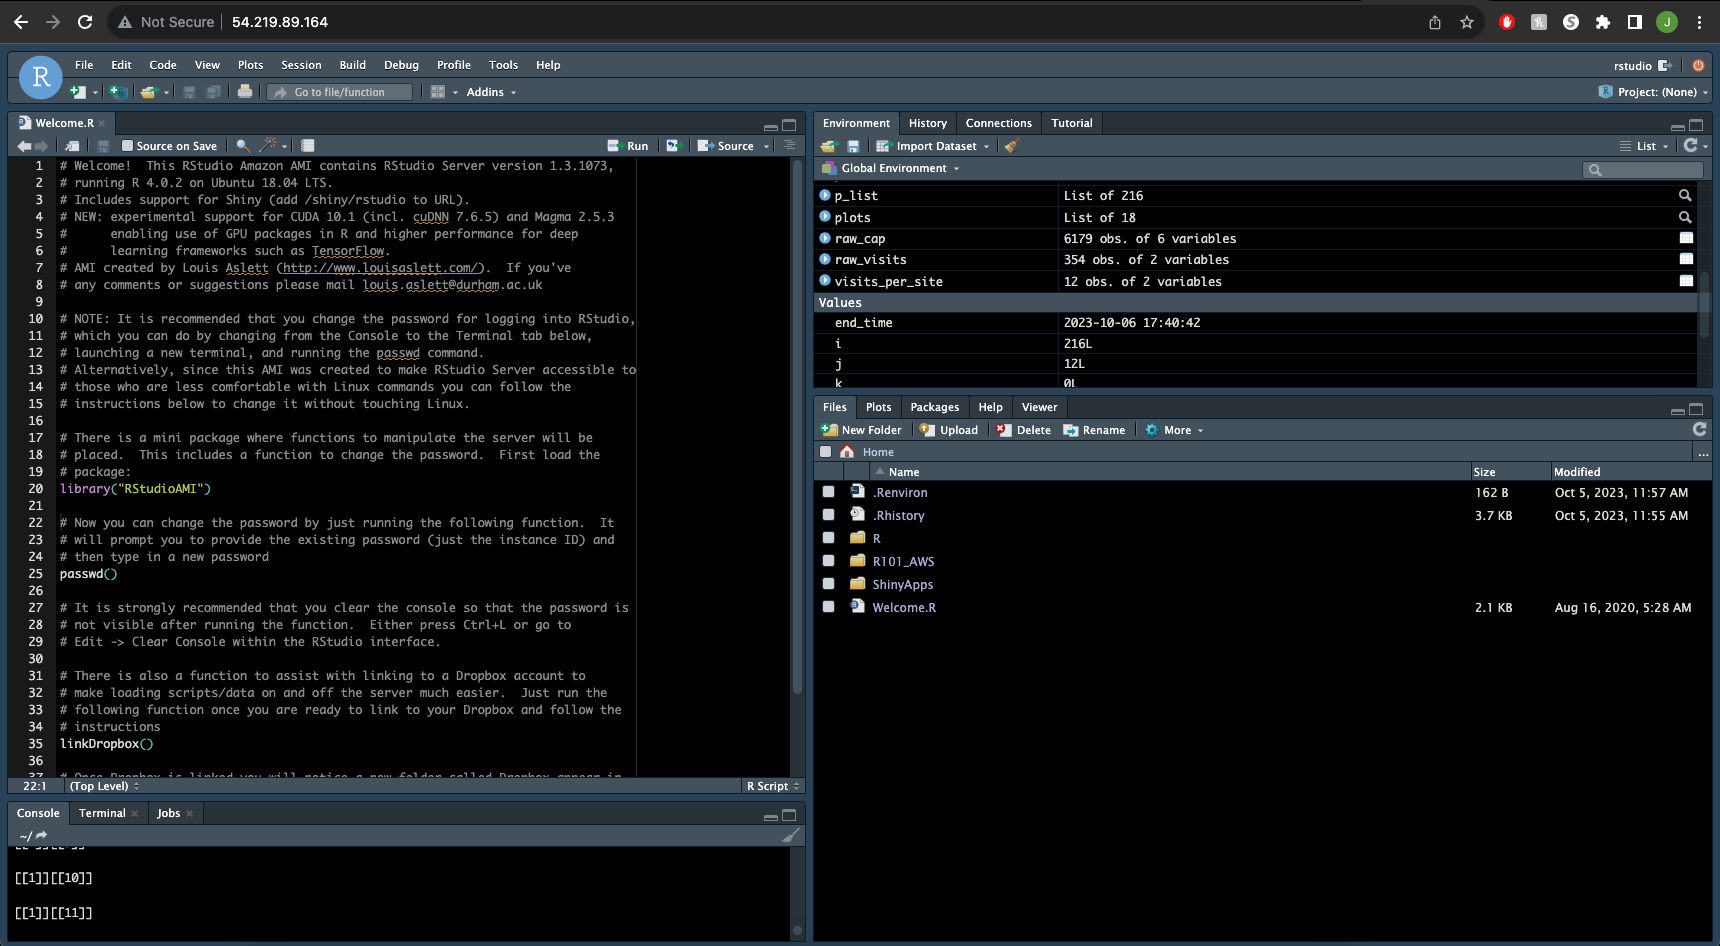 Not Secure 54.219.89.164
J
R File Edit Code View Plots Session Build Debug Profile Tools Help
rstudio
Go to file/function Addins
Project: (None)
Welcome.R
Source on Save Run Source
1 # Welcome!  This RStudio Amazon AMI contains RStudio Server version 1.3.1073,
2 # running R 4.0.2 on Ubuntu 18.04 LTS.
3 # Includes support for Shiny (add /shiny/rstudio to URL).
4 # NEW: experimental support for CUDA 10.1 (incl. cuDNN 7.6.5) and Magma 2.5.3
5 #      enabling use of GPU packages in R and higher performance for deep
6 #      learning frameworks such as TensorFlow.
7 # AMI created by Louis Aslett (http://www.louisaslett.com/).  If you've
8 # any comments or suggestions please mail louis.aslett@durham.ac.uk
9
10 # NOTE: It is recommended that you change the password for logging into RStudio,
11 # which you can do by changing from the Console to the Terminal tab below,
12 # launching a new terminal, and running the passwd command.
13 # Alternatively, since this AMI was created to make RStudio Server accessible to
14 # those who are less comfortable with Linux commands you can follow the
15 # instructions below to change it without touching Linux.
16
17 # There is a mini package where functions to manipulate the server will be
18 # placed.  This includes a function to change the password.  First load the
19 # package:
20 library("RStudioAMI")
21
22 # Now you can change the password by just running the following function.  It
23 # will prompt you to provide the existing password (just the instance ID) and
24 # then type in a new password
25 passwd()
26
27 # It is strongly recommended that you clear the console so that the password is
28 # not visible after running the function.  Either press Ctrl+L or go to
29 # Edit -> Clear Console within the RStudio interface.
30
31 # There is also a function to assist with linking to a Dropbox account to
32 # make loading scripts/data on and off the server much easier.  Just run the
33 # following function once you are ready to link to your Dropbox and follow the
34 # instructions
35 linkDropbox()
36
37 # Once Dropbox is linked you will notice a new folder called Dropbox appear in
22:1 (Top Level) R Script
Console Terminal Jobs
~/
[[1]][[10]]
[[1]][[11]]
Environment History Connections Tutorial
Import Dataset List
Global Environment
p_list List of 216
plots List of 18
raw_cap 6179 obs. of 6 variables
raw_visits 354 obs. of 2 variables
visits_per_site 12 obs. of 2 variables
Values
end_time 2023-10-06 17:40:42
i 216L
j 12L
k 0L
Files Plots Packages Help Viewer
New Folder Upload Delete Rename More
Home ...
Name Size Modified
.Renviron 162 B Oct 5, 2023, 11:57 AM
.Rhistory 3.7 KB Oct 5, 2023, 11:55 AM
R
R101_AWS
ShinyApps
Welcome.R 2.1 KB Aug 16, 2020, 5:28 AM